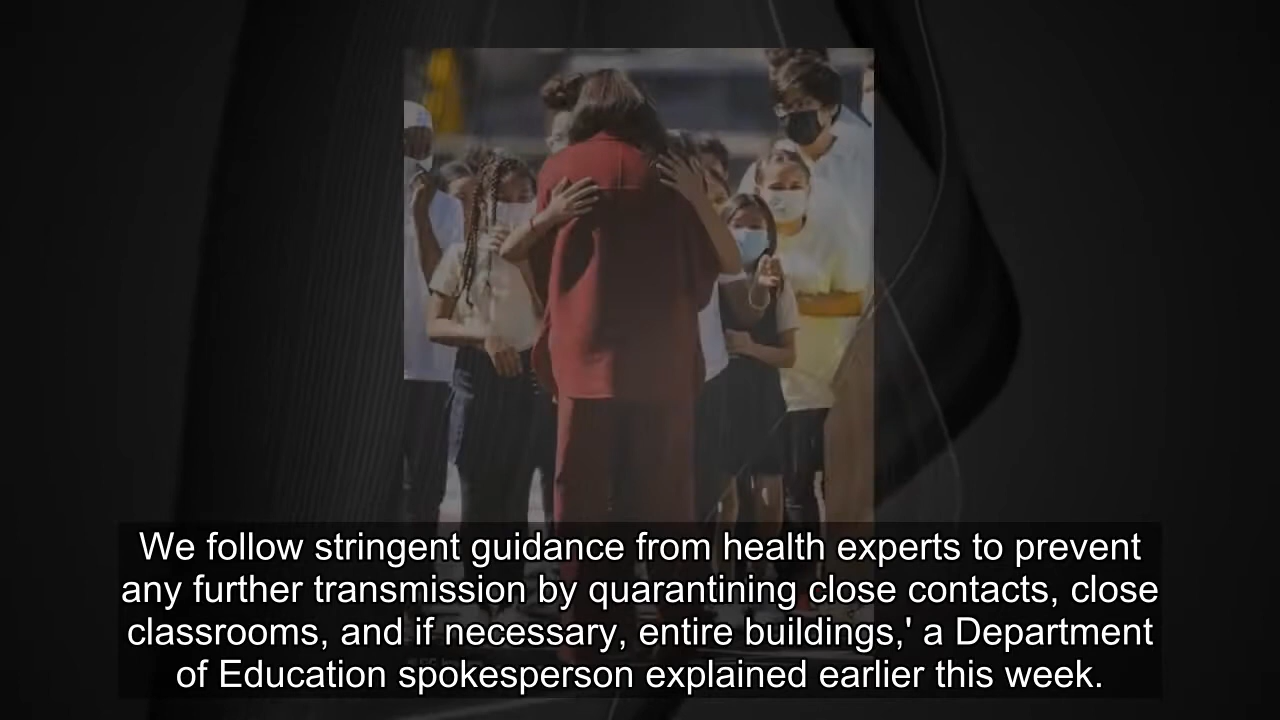 We follow stringent guidance from health experts to prevent
any further transmission by quarantining close contacts, close
classrooms, and if necessary, entire buildings,' a Department
of Education spokesperson explained earlier this week.